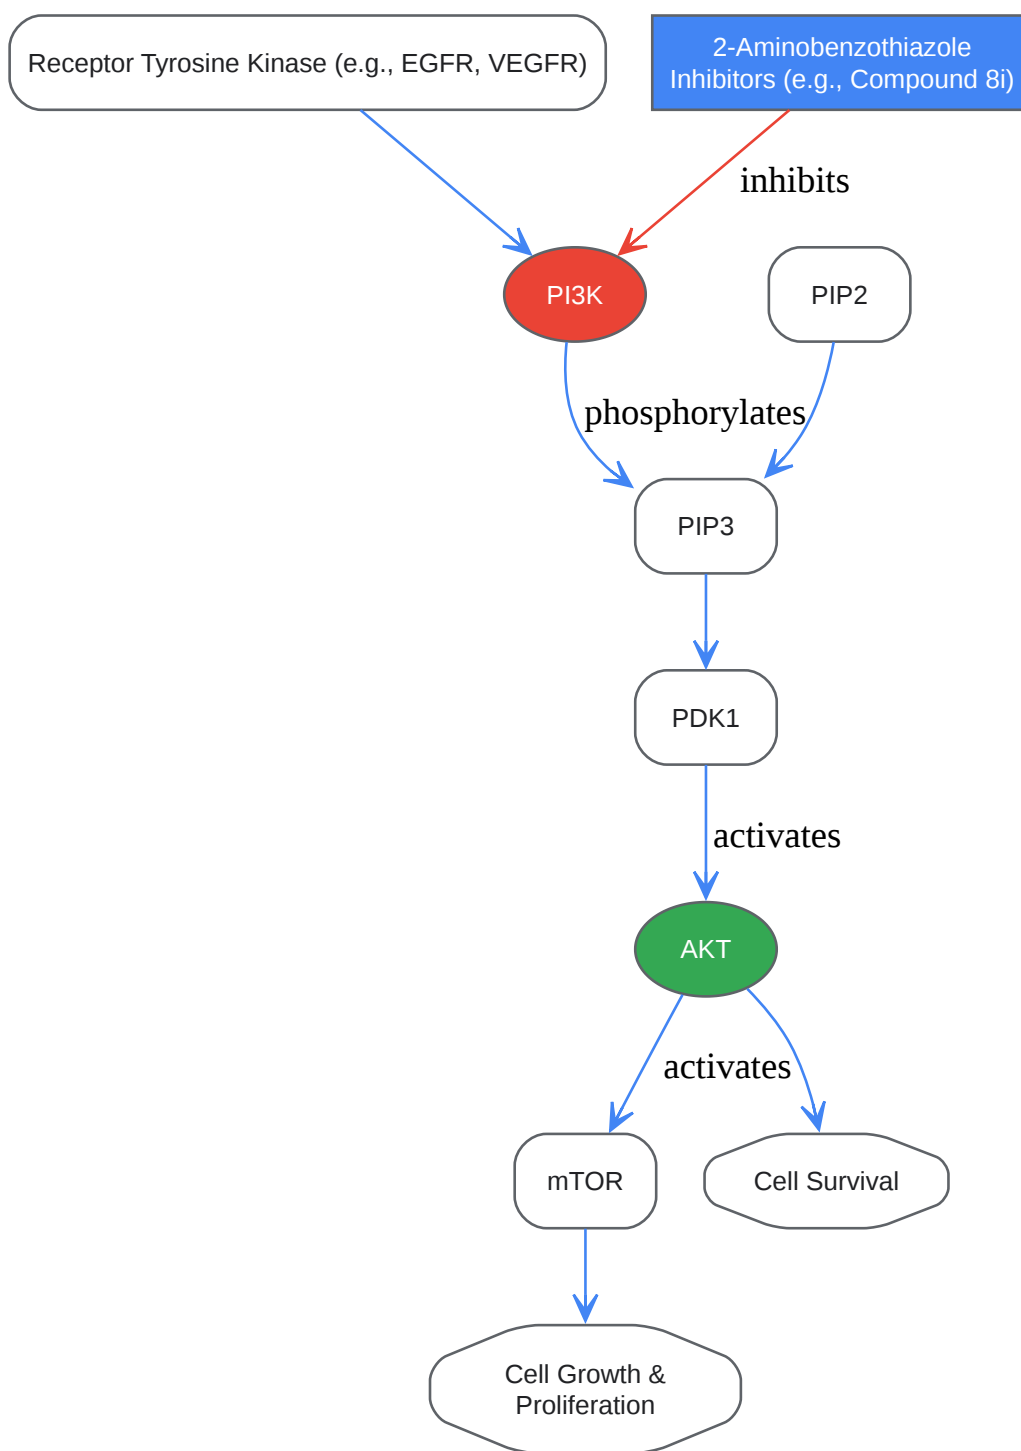 Receptor Tyrosine Kinase (e.g., EGFR, VEGFR)
2-Aminobenzothiazole
Inhibitors (e.g., Compound 8i)
inhibits
PI3K
PIP2
phosphorylates
PIP3
PDK1
activates
AKT
activates
mTOR
Cell Survival
Cell Growth &
Proliferation